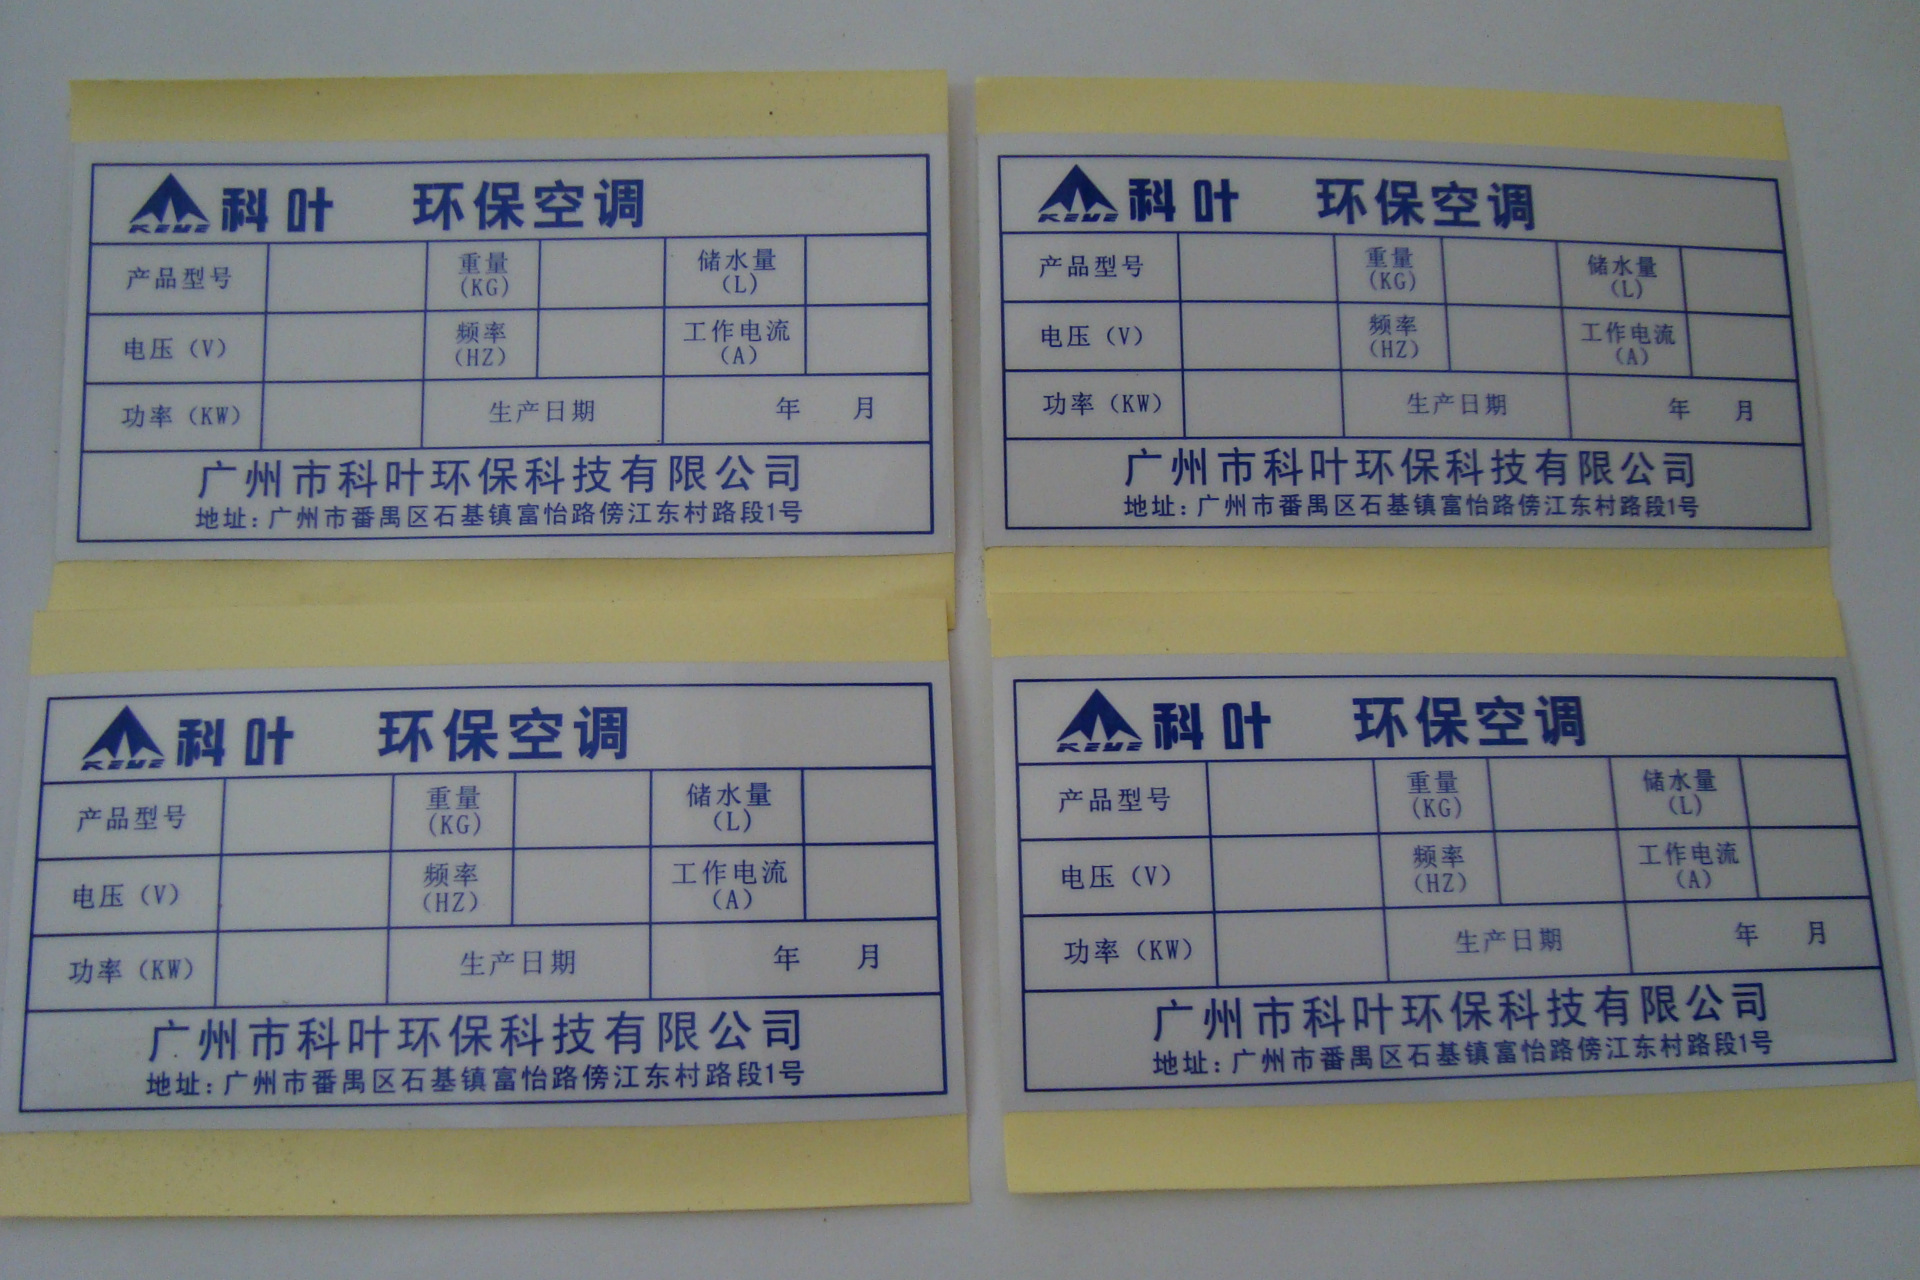 KEYE 科叶 环保空调
产品型号 重量(KG) 储水量(L)
电压（V） 频率(HZ) 工作电流(A)
功率（KW） 生产日期 年 月
广州市科叶环保科技有限公司
地址：广州市番禺区石基镇富怡路傍江东村路段1号
KEYE 科叶 环保空调
产品型号 重量(KG) 储水量(L)
电压（V） 频率(HZ) 工作电流(A)
功率（KW） 生产日期 年 月
广州市科叶环保科技有限公司
地址：广州市番禺区石基镇富怡路傍江东村路段1号
KEYE 科叶 环保空调
产品型号 重量(KG) 储水量(L)
电压（V） 频率(HZ) 工作电流(A)
功率（KW） 生产日期 年 月
广州市科叶环保科技有限公司
地址：广州市番禺区石基镇富怡路傍江东村路段1号
KEYE 科叶 环保空调
产品型号 重量(KG) 储水量(L)
电压（V） 频率(HZ) 工作电流(A)
功率（KW） 生产日期 年 月
广州市科叶环保科技有限公司
地址：广州市番禺区石基镇富怡路傍江东村路段1号